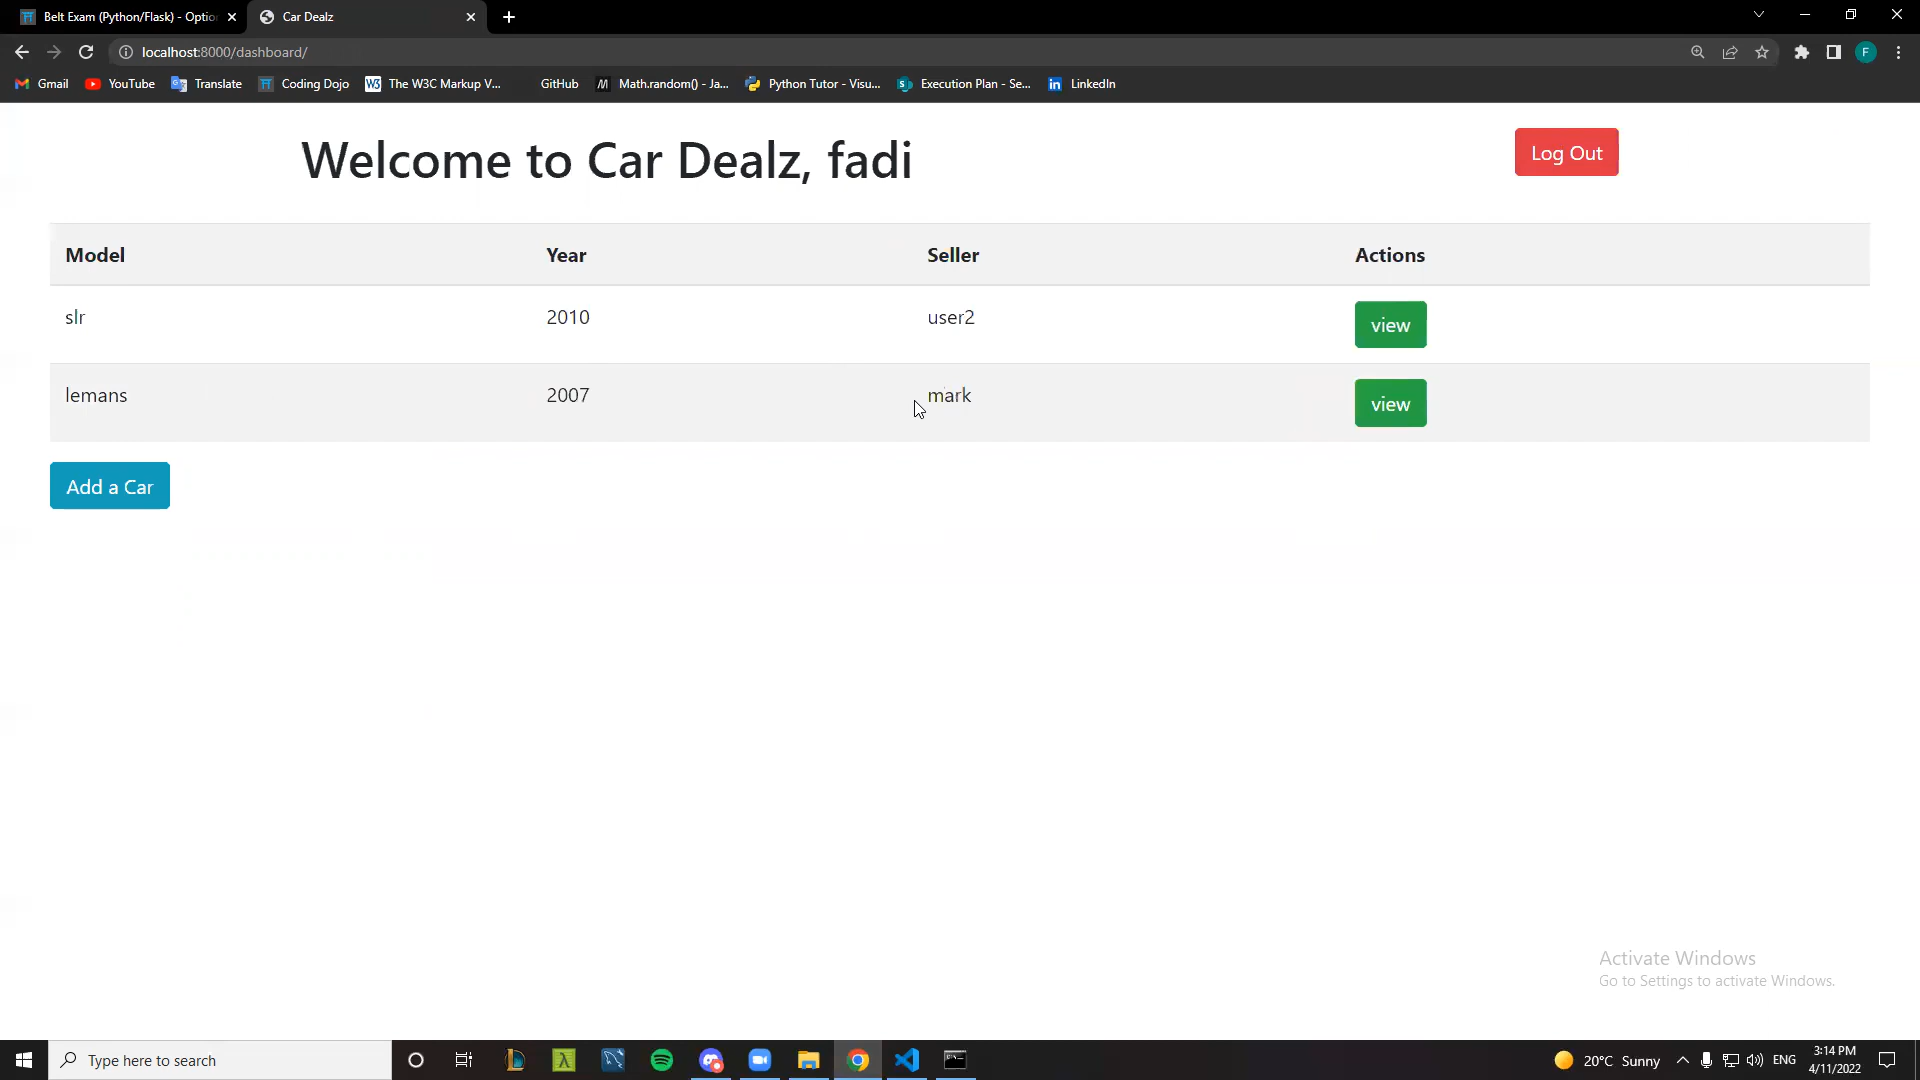 Belt Exam (Python/Flask) - Optio
Car Dealz
localhost:8000/dashboard/
F
Gmail
YouTube
Translate
Coding Dojo
The W3C Markup V...
GitHub
Math.random() - Ja...
Python Tutor - Visu...
Execution Plan - Se...
LinkedIn
Welcome to Car Dealz, fadi
Log Out
Model Year Seller Actions
slr 2010 user2 view
lemans 2007 mark view
Add a Car
Activate Windows
Go to Settings to activate Windows.
Type here to search
20°C Sunny
ENG
3:14 PM
4/11/2022